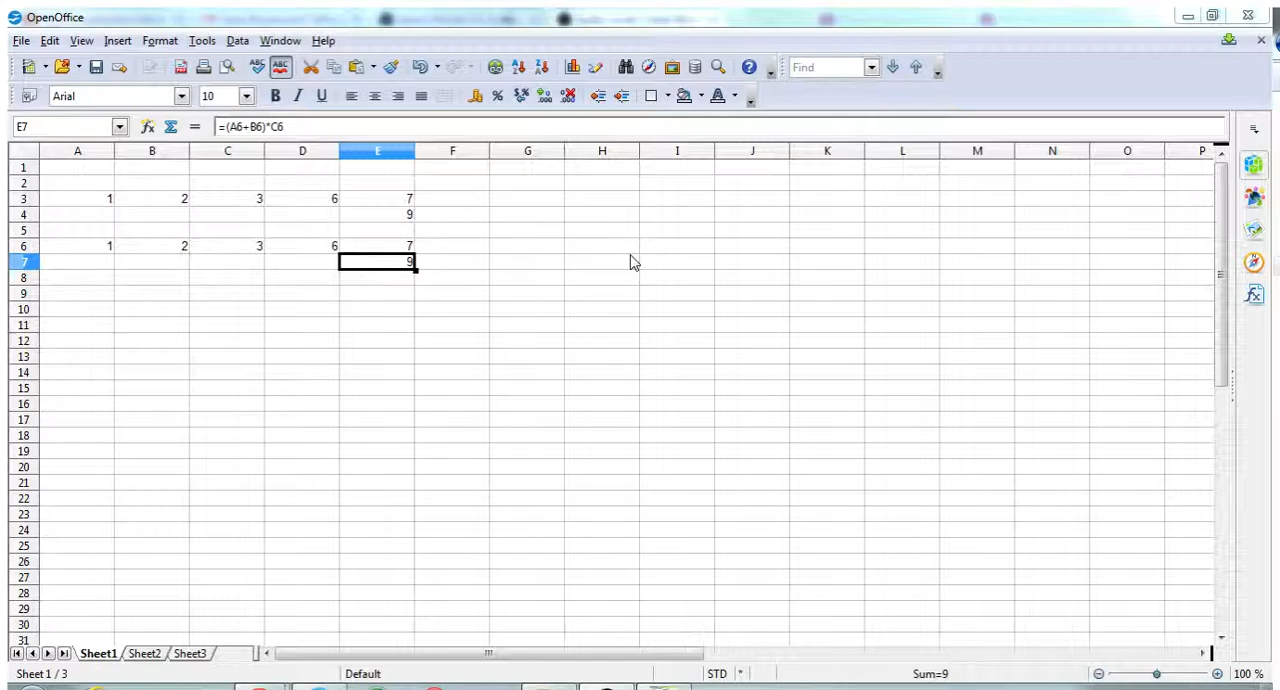 OpenOffice
File Edit View Insert Format Tools Data Window Help
ABC ABC Find
Arial 10 B I U A
E7 =(A6+B6)*C6
A B C D E F G H I J K L M N O P
1
2
3 1 2 3 6 7
4 9
5
6 1 2 3 6 7
7 9
8
9
10
11
12
13
14
15
16
17
18
19
20
21
22
23
24
25
26
27
28
29
30
31
Sheet1 Sheet2 Sheet3
Sheet 1 / 3 Default STD * Sum=9 100 %